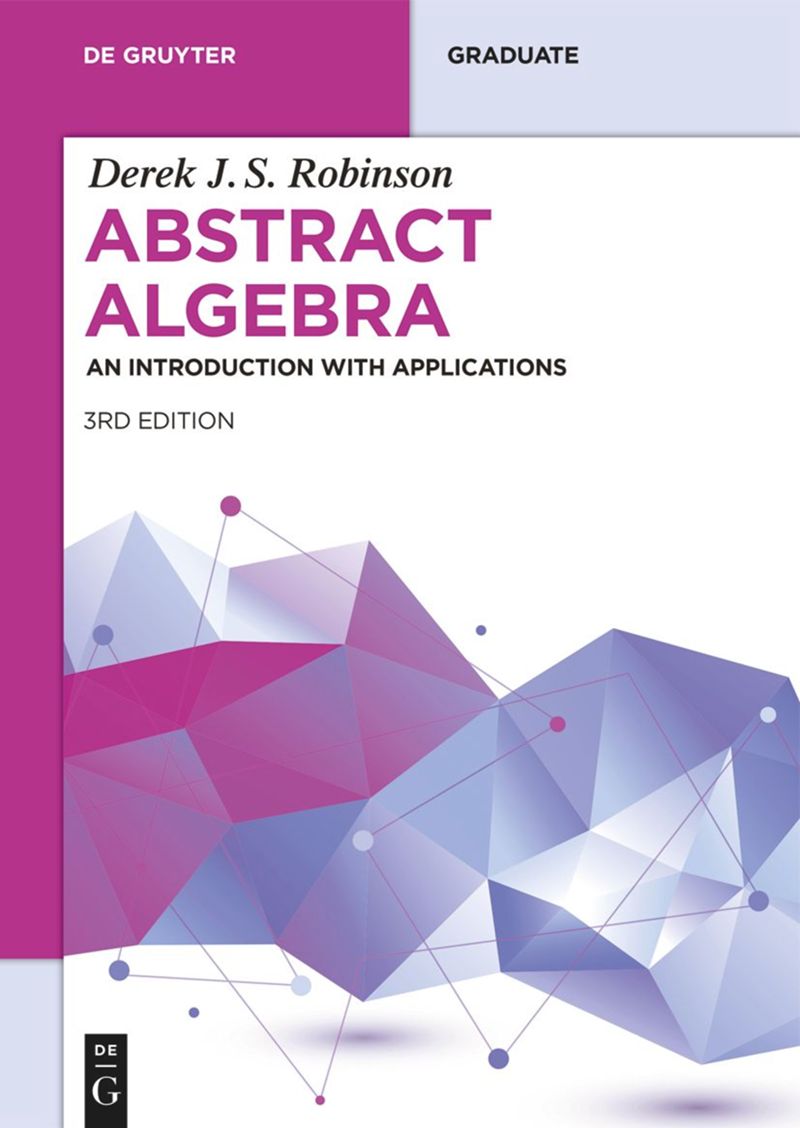 DE GRUYTER
GRADUATE
Derek J. S. Robinson
ABSTRACT
ALGEBRA
AN INTRODUCTION WITH APPLICATIONS
3RD EDITION
DE
G